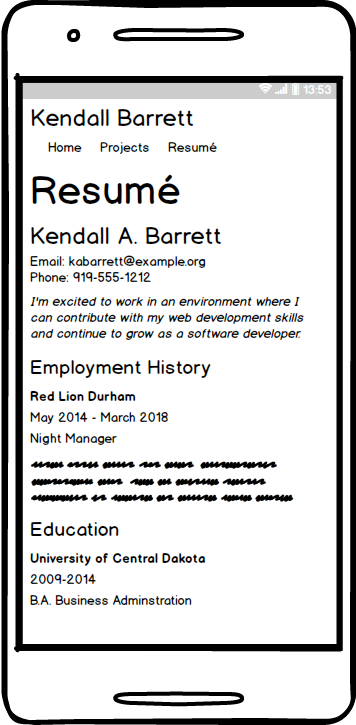 13:53
Kendall Barrett
Home Projects Resumé
Resumé
Kendall A. Barrett
Email: kabarrett@example.org
Phone: 919-555-1212
I'm excited to work in an environment where I
can contribute with my web development skills
and continue to grow as a software developer.
Employment History
Red Lion Durham
May 2014 - March 2018
Night Manager
Education
University of Central Dakota
2009-2014
B.A. Business Adminstration